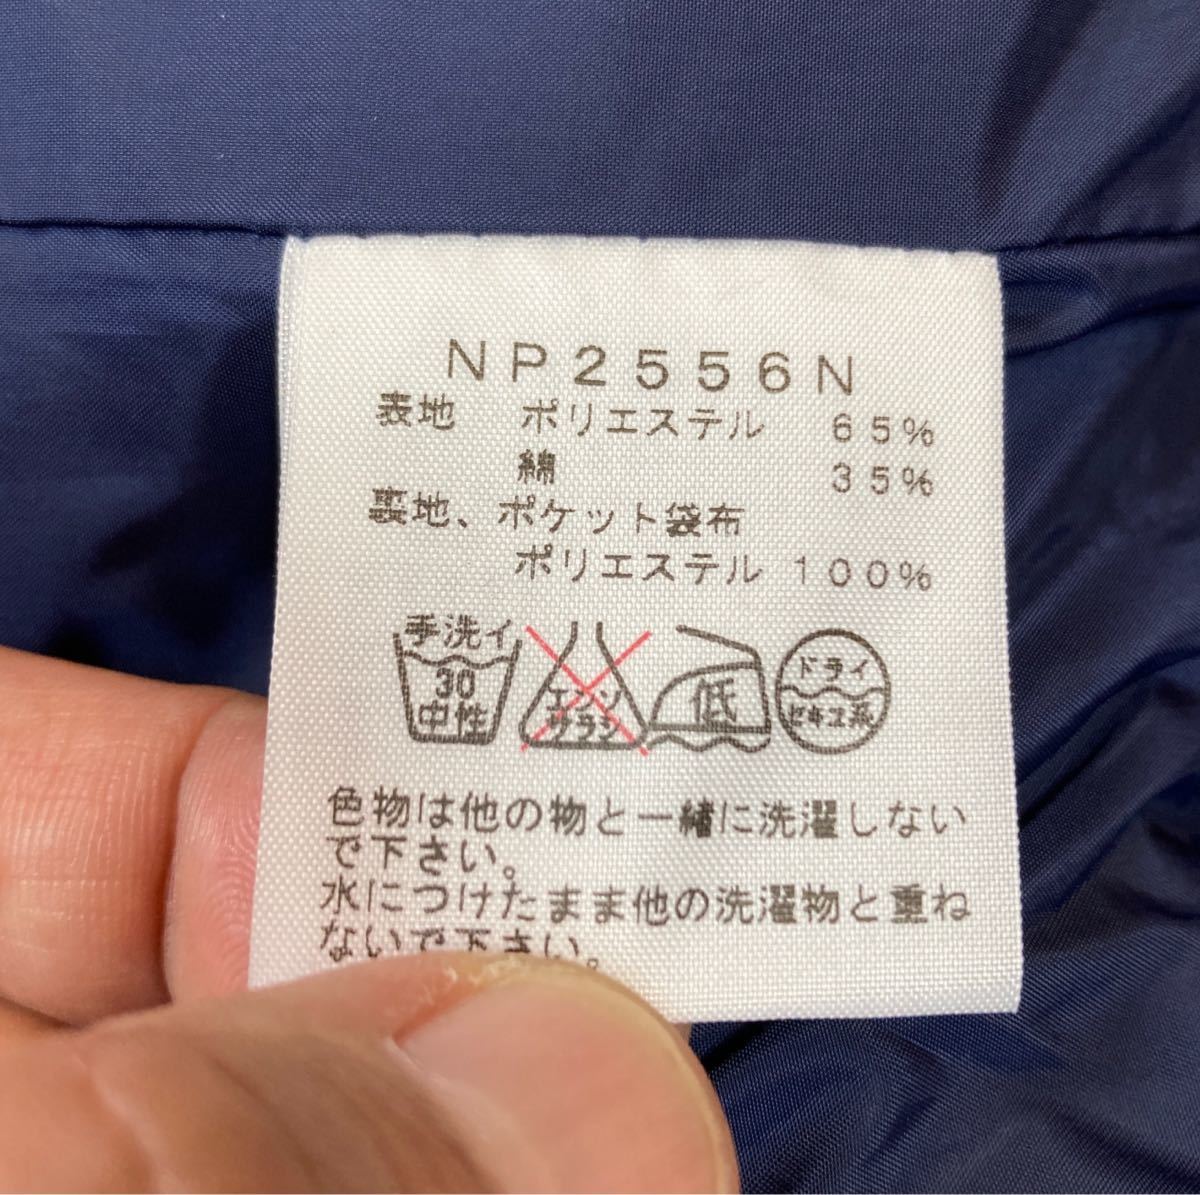 NP2556N
表地 ポリエステル 65%
綿 35%
裏地、ポケット袋布
ポリエステル 100%
手洗イ
30
中性
エンソ
サラシ
低
ドライ
セキユ系
色物は他の物と一緒に洗濯しない
で下さい。
水につけたまま他の洗濯物と重ね
ないで下さい。